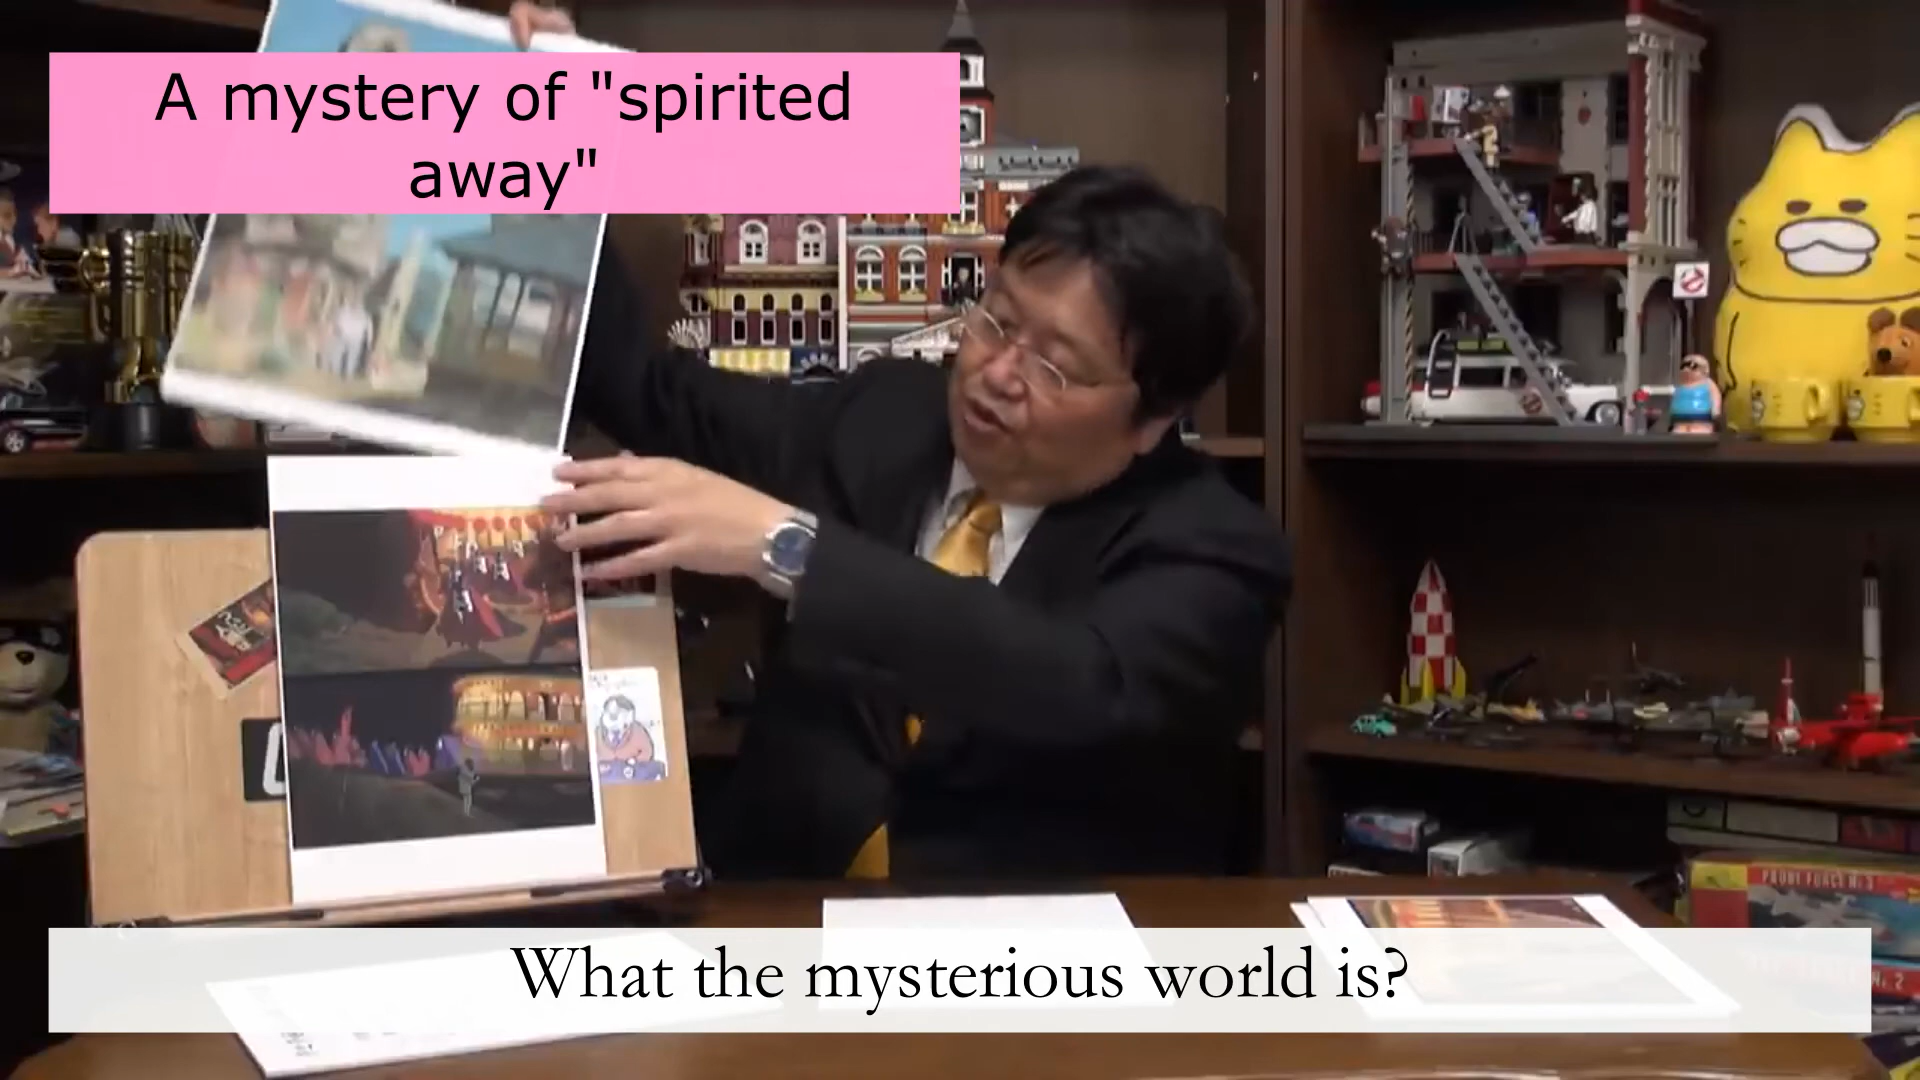 A mystery of "spirited
away"
What the mysterious world is?